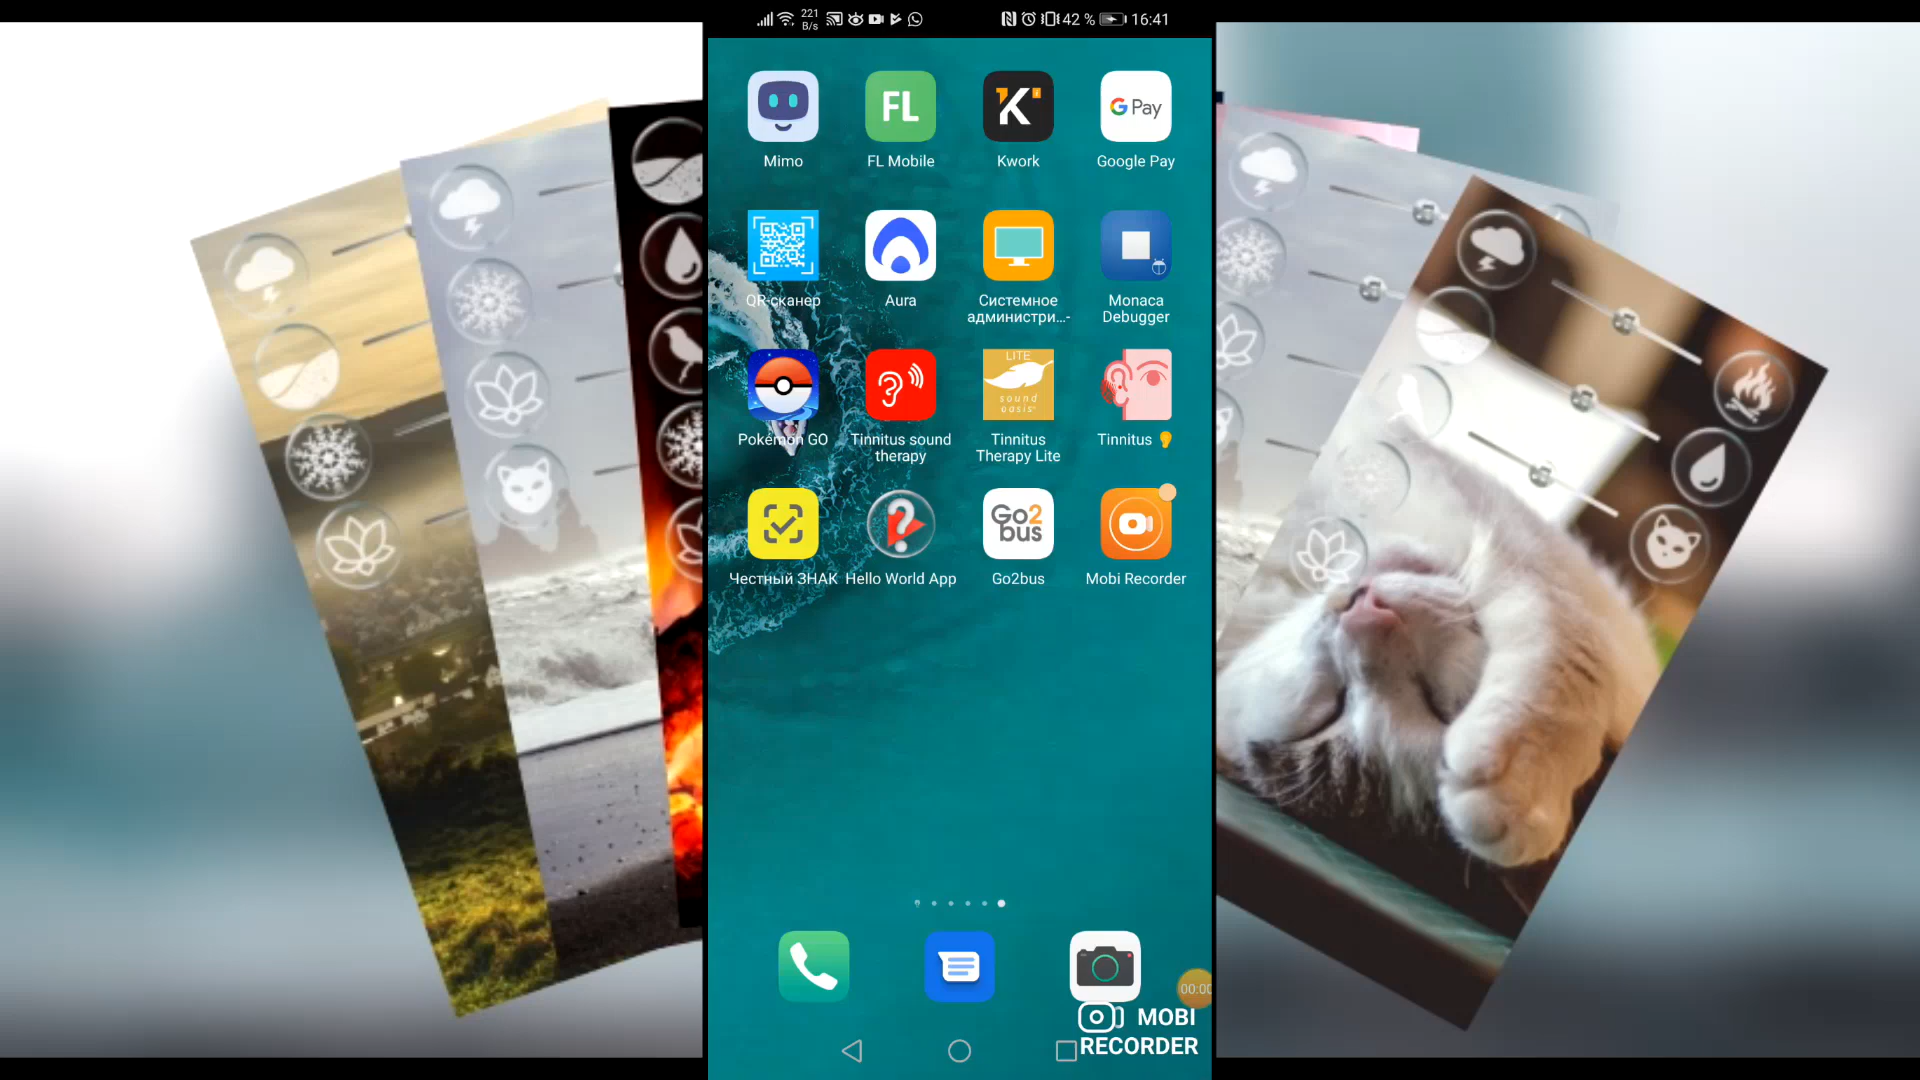 221
B/s
42 %
16:41
FL
K
G Pay
Mimo
FL Mobile
Kwork
Google Pay
QR-сканер
Aura
Системное
администри...-
Monaca
Debugger
LITE
sound
oasis
Pokémon GO
Tinnitus sound
therapy
Tinnitus
Therapy Lite
Tinnitus
?
Go2
bus
Честный ЗНАК
Hello World App
Go2bus
Mobi Recorder
00:00
MOBI
RECORDER